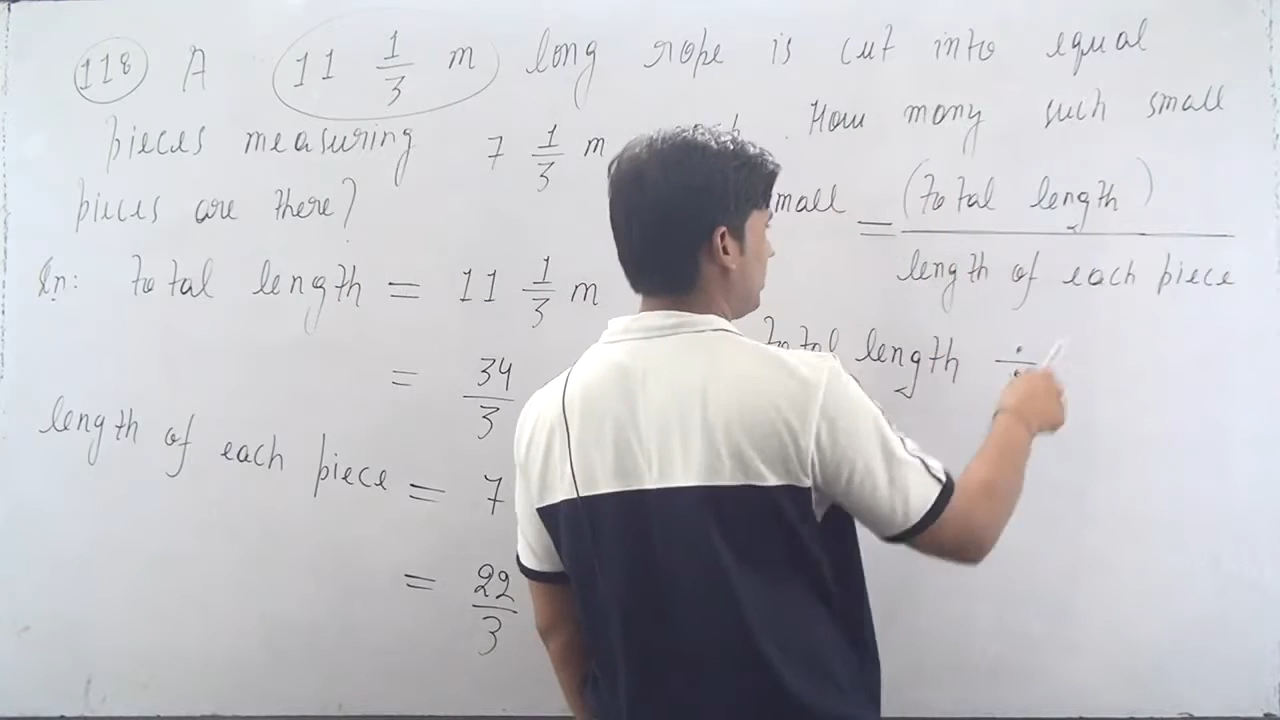 118 A 11 1/3 m long rope is cut into equal
pieces measuring 7 1/3 m . How many such small
pieces are there?
total length = 11 1/3 m
= 34/3
length of each piece = 7
= 22/3
small = (total length) / length of each piece
total length ÷